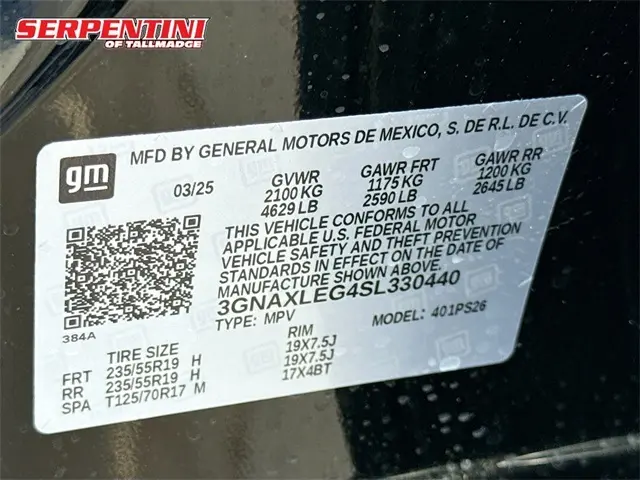 SERPENTINI
OF TALLMADGE
gm
MFD BY GENERAL MOTORS DE MEXICO, S. DE R.L. DE C.V.
03/25
GVWR GAWR FRT GAWR RR
2100 KG 1175 KG 1200 KG
4629 LB 2590 LB 2645 LB
THIS VEHICLE CONFORMS TO ALL
APPLICABLE U.S. FEDERAL MOTOR
VEHICLE SAFETY AND THEFT PREVENTION
STANDARDS IN EFFECT ON THE DATE OF
MANUFACTURE SHOWN ABOVE.
3GNAXLEG4SL330440
TYPE: MPV MODEL: 401PS26
384A
TIRE SIZE RIM
FRT 235/55R19 H 19X7.5J
RR 235/55R19 H 19X7.5J
SPA T125/70R17 M 17X4BT